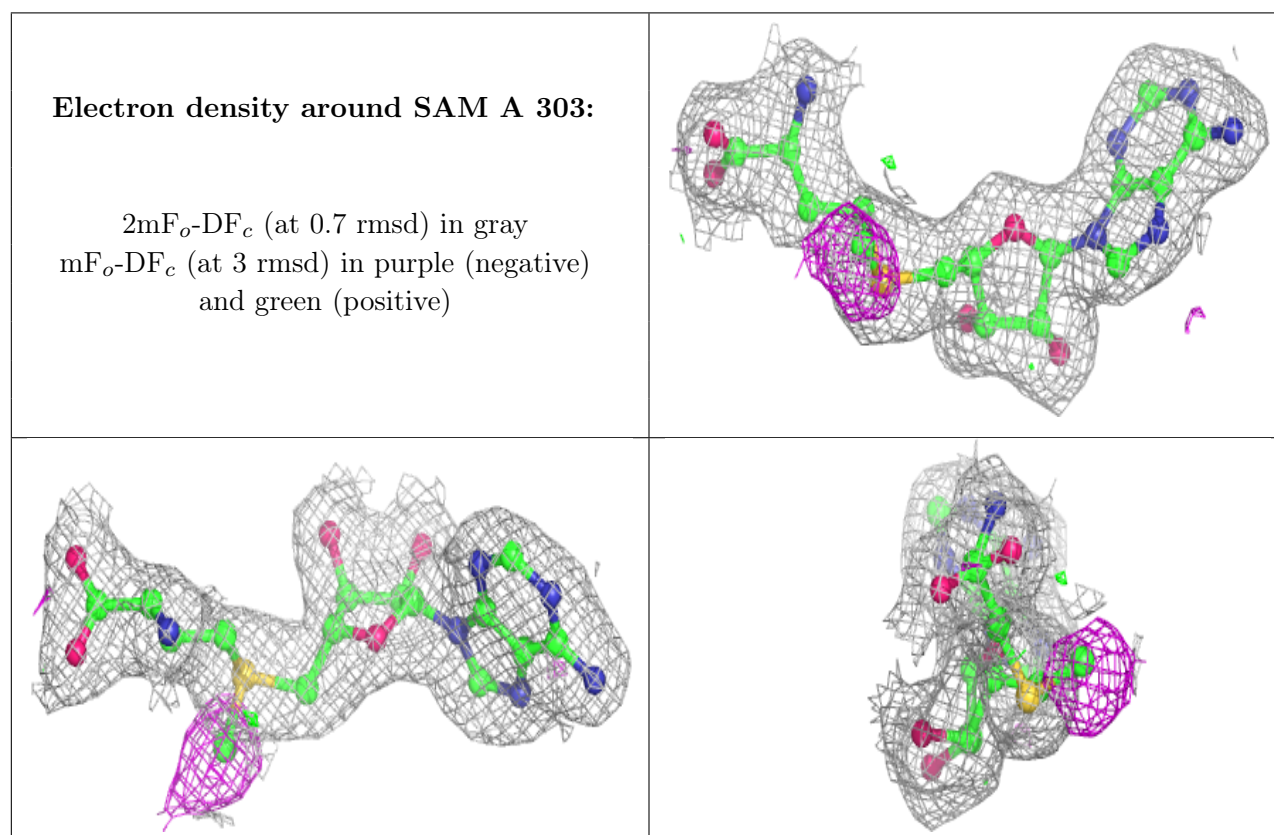 Electron density around SAM A 303:
2mFo-DFc (at 0.7 rmsd) in gray
mFo-DFc (at 3 rmsd) in purple (negative)
and green (positive)